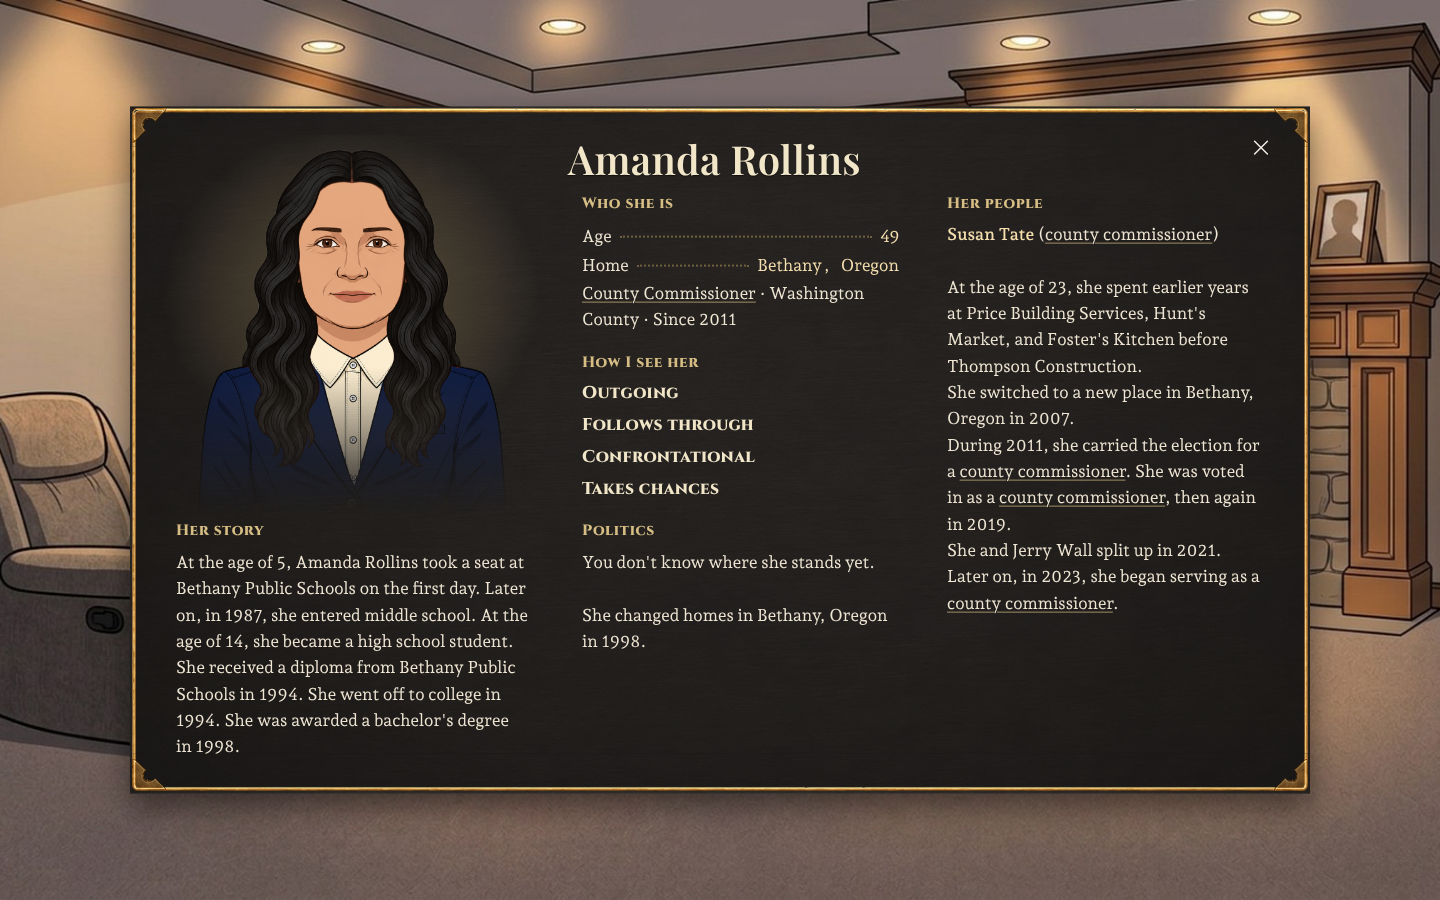 Amanda Rollins
Who she is
Age 49
Home Bethany, Oregon
County Commissioner · Washington
County · Since 2011
How I see her
Outgoing
Follows through
Confrontational
Takes chances
Her people
Susan Tate (county commissioner)
Her story
At the age of 5, Amanda Rollins took a seat at
Bethany Public Schools on the first day. Later
on, in 1987, she entered middle school. At the
age of 14, she became a high school student.
She received a diploma from Bethany Public
Schools in 1994. She went off to college in
1994. She was awarded a bachelor's degree
in 1998.
Politics
You don't know where she stands yet.
She changed homes in Bethany, Oregon
in 1998.
At the age of 23, she spent earlier years
at Price Building Services, Hunt's
Market, and Foster's Kitchen before
Thompson Construction.
She switched to a new place in Bethany,
Oregon in 2007.
During 2011, she carried the election for
a county commissioner. She was voted
in as a county commissioner, then again
in 2019.
She and Jerry Wall split up in 2021.
Later on, in 2023, she began serving as a
county commissioner.